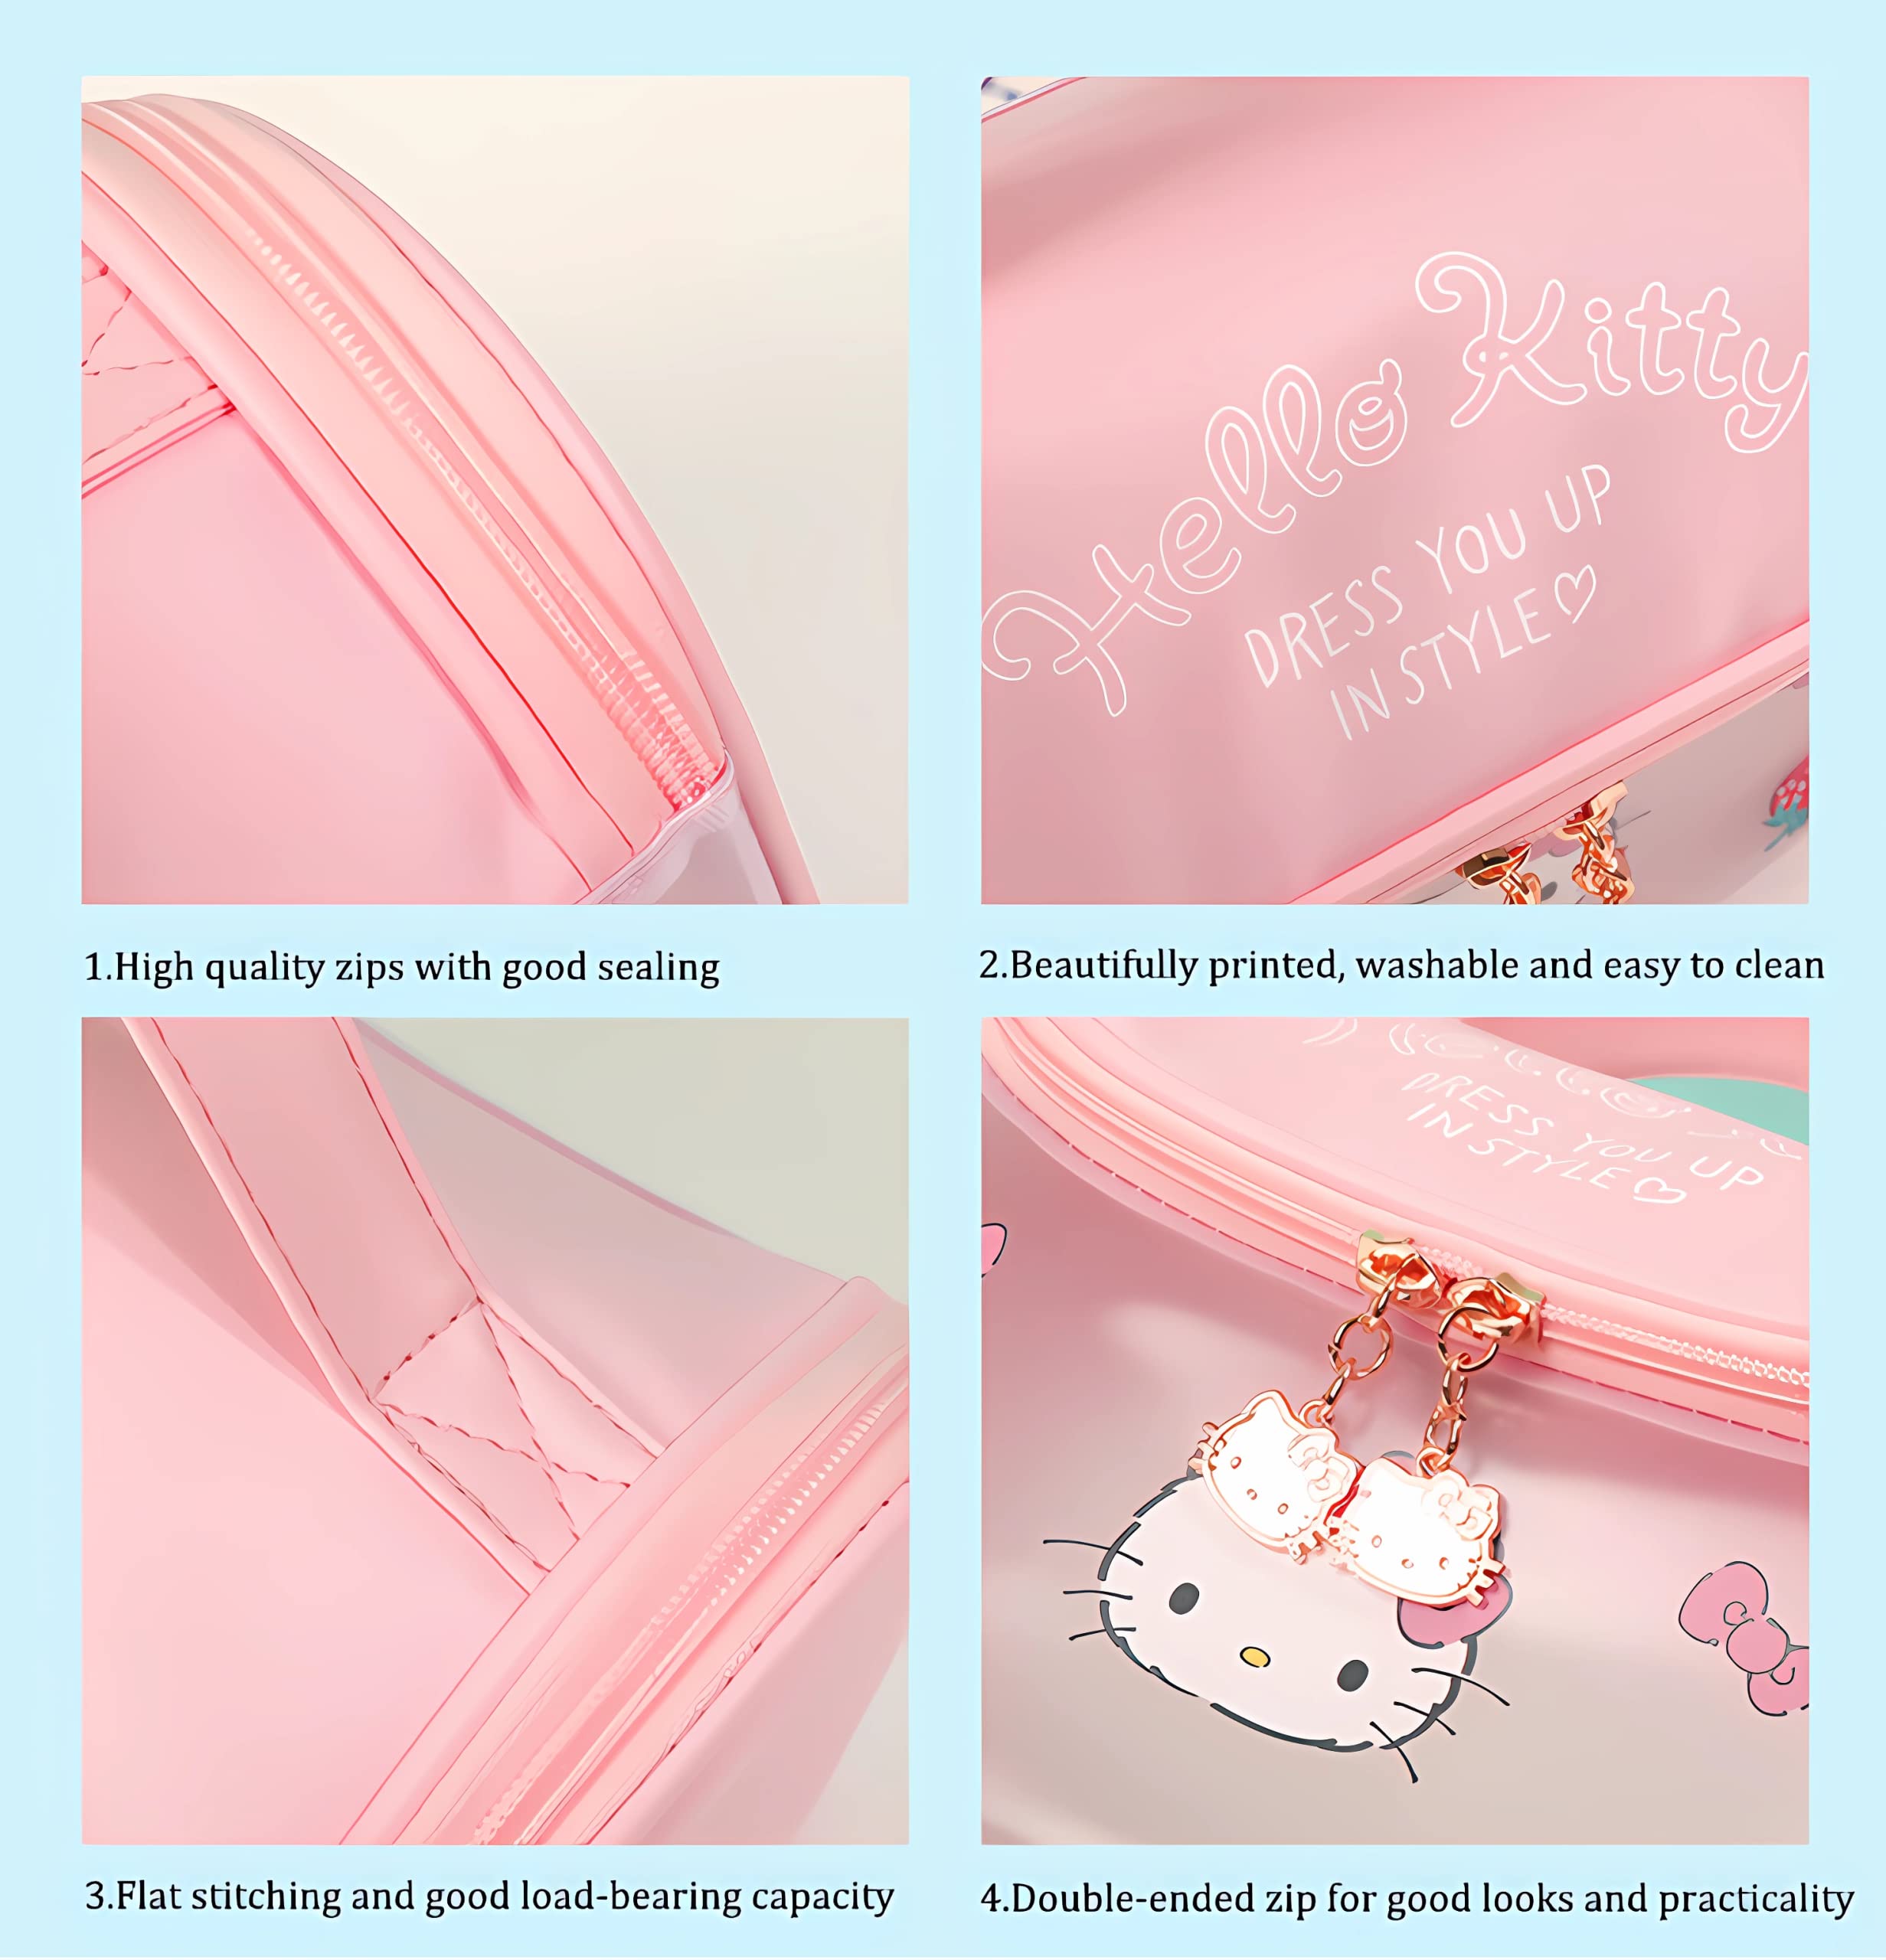 Hello Kitty
DRESS YOU UP
IN STYLE
1.High quality zips with good sealing
2.Beautifully printed, washable and easy to clean
DRESS YOU UP
IN STYLE
3.Flat stitching and good load-bearing capacity
4.Double-ended zip for good looks and practicality